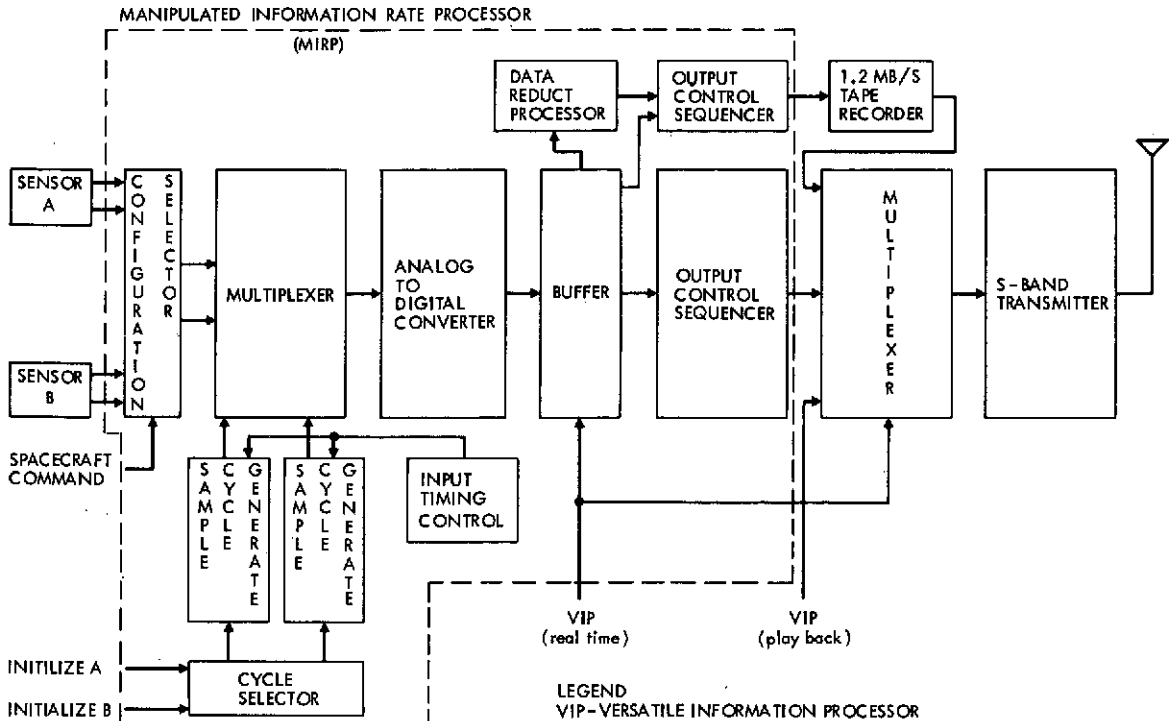 MANIPULATED INFORMATION RATE PROCESSOR
(MIRP)
DATA
REDUCT
PROCESSOR
OUTPUT
CONTROL
SEQUENCER
1.2 MB/S
TAPE
RECORDER
SENSOR
A
SENSOR
B
CONFIGURATION
SELECTOR
MULTIPLEXER
ANALOG
TO
DIGITAL
CONVERTER
BUFFER
OUTPUT
CONTROL
SEQUENCER
MULTIPLEXER
S-BAND
TRANSMITTER
SPACECRAFT
COMMAND
SAMPLE
CYCLE
GENERATE
SAMPLE
CYCLE
GENERATE
INPUT
TIMING
CONTROL
VIP
(real time)
VIP
(play back)
INITILIZE A
INITIALIZE B
CYCLE
SELECTOR
LEGEND
VIP-VERSATILE INFORMATION PROCESSOR